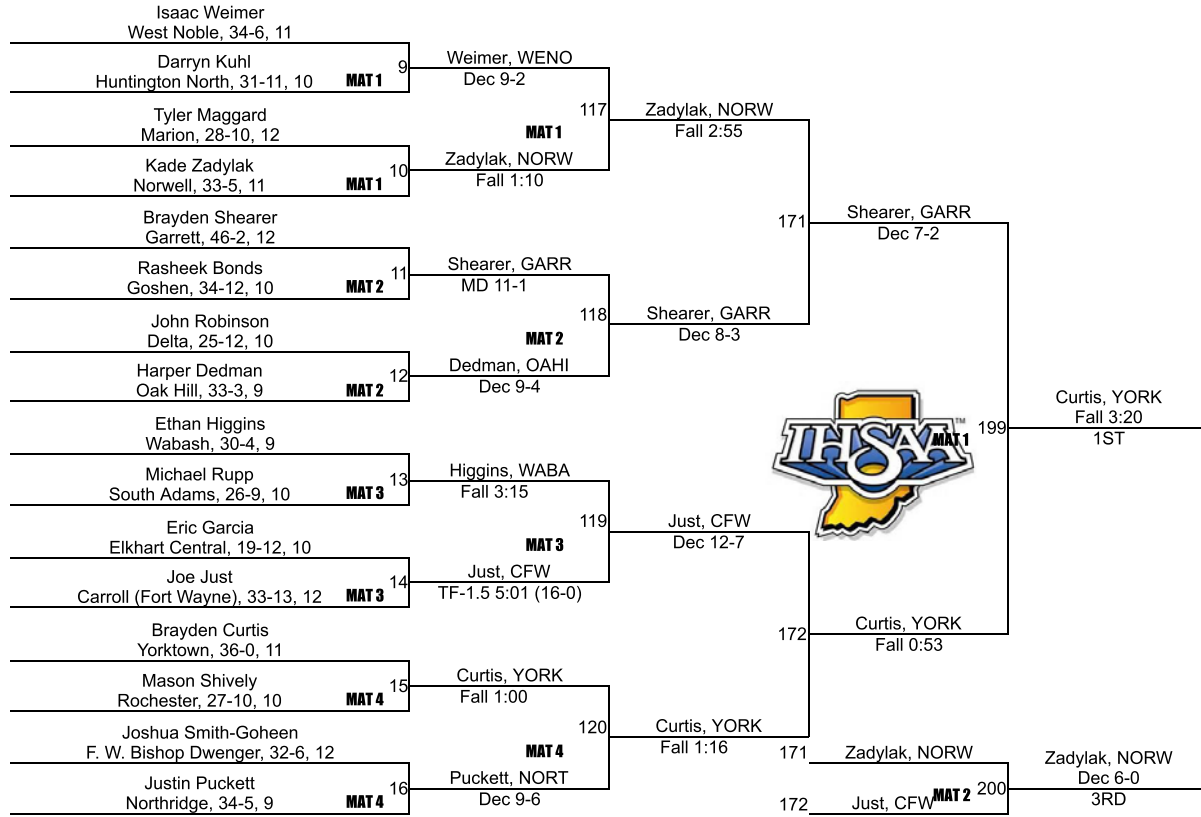 Isaac Weimer
West Noble, 34-6, 11
Darryn Kuhl
Huntington North, 31-11, 10
MAT 1
9
Weimer, WENO
Dec 9-2
Tyler Maggard
Marion, 28-10, 12
Kade Zadylak
Norwell, 33-5, 11
MAT 1
10
Zadylak, NORW
Fall 1:10
117
MAT 1
Zadylak, NORW
Fall 2:55
Brayden Shearer
Garrett, 46-2, 12
Rasheek Bonds
Goshen, 34-12, 10
MAT 2
11
Shearer, GARR
MD 11-1
John Robinson
Delta, 25-12, 10
Harper Dedman
Oak Hill, 33-3, 9
MAT 2
12
Dedman, OAHI
Dec 9-4
118
MAT 2
Shearer, GARR
Dec 8-3
171
Shearer, GARR
Dec 7-2
Ethan Higgins
Wabash, 30-4, 9
Michael Rupp
South Adams, 26-9, 10
MAT 3
13
Higgins, WABA
Fall 3:15
Eric Garcia
Elkhart Central, 19-12, 10
Joe Just
Carroll (Fort Wayne), 33-13, 12
MAT 3
14
Just, CFW
TF-1.5 5:01 (16-0)
119
MAT 3
Just, CFW
Dec 12-7
Brayden Curtis
Yorktown, 36-0, 11
Mason Shively
Rochester, 27-10, 10
MAT 4
15
Curtis, YORK
Fall 1:00
Joshua Smith-Goheen
F. W. Bishop Dwenger, 32-6, 12
Justin Puckett
Northridge, 34-5, 9
MAT 4
16
Puckett, NORT
Dec 9-6
120
MAT 4
Curtis, YORK
Fall 1:16
172
Curtis, YORK
Fall 0:53
IHSAA
TM
MAT 1
199
Curtis, YORK
Fall 3:20
1ST
171
Zadylak, NORW
172
Just, CFW
MAT 2
200
Zadylak, NORW
Dec 6-0
3RD